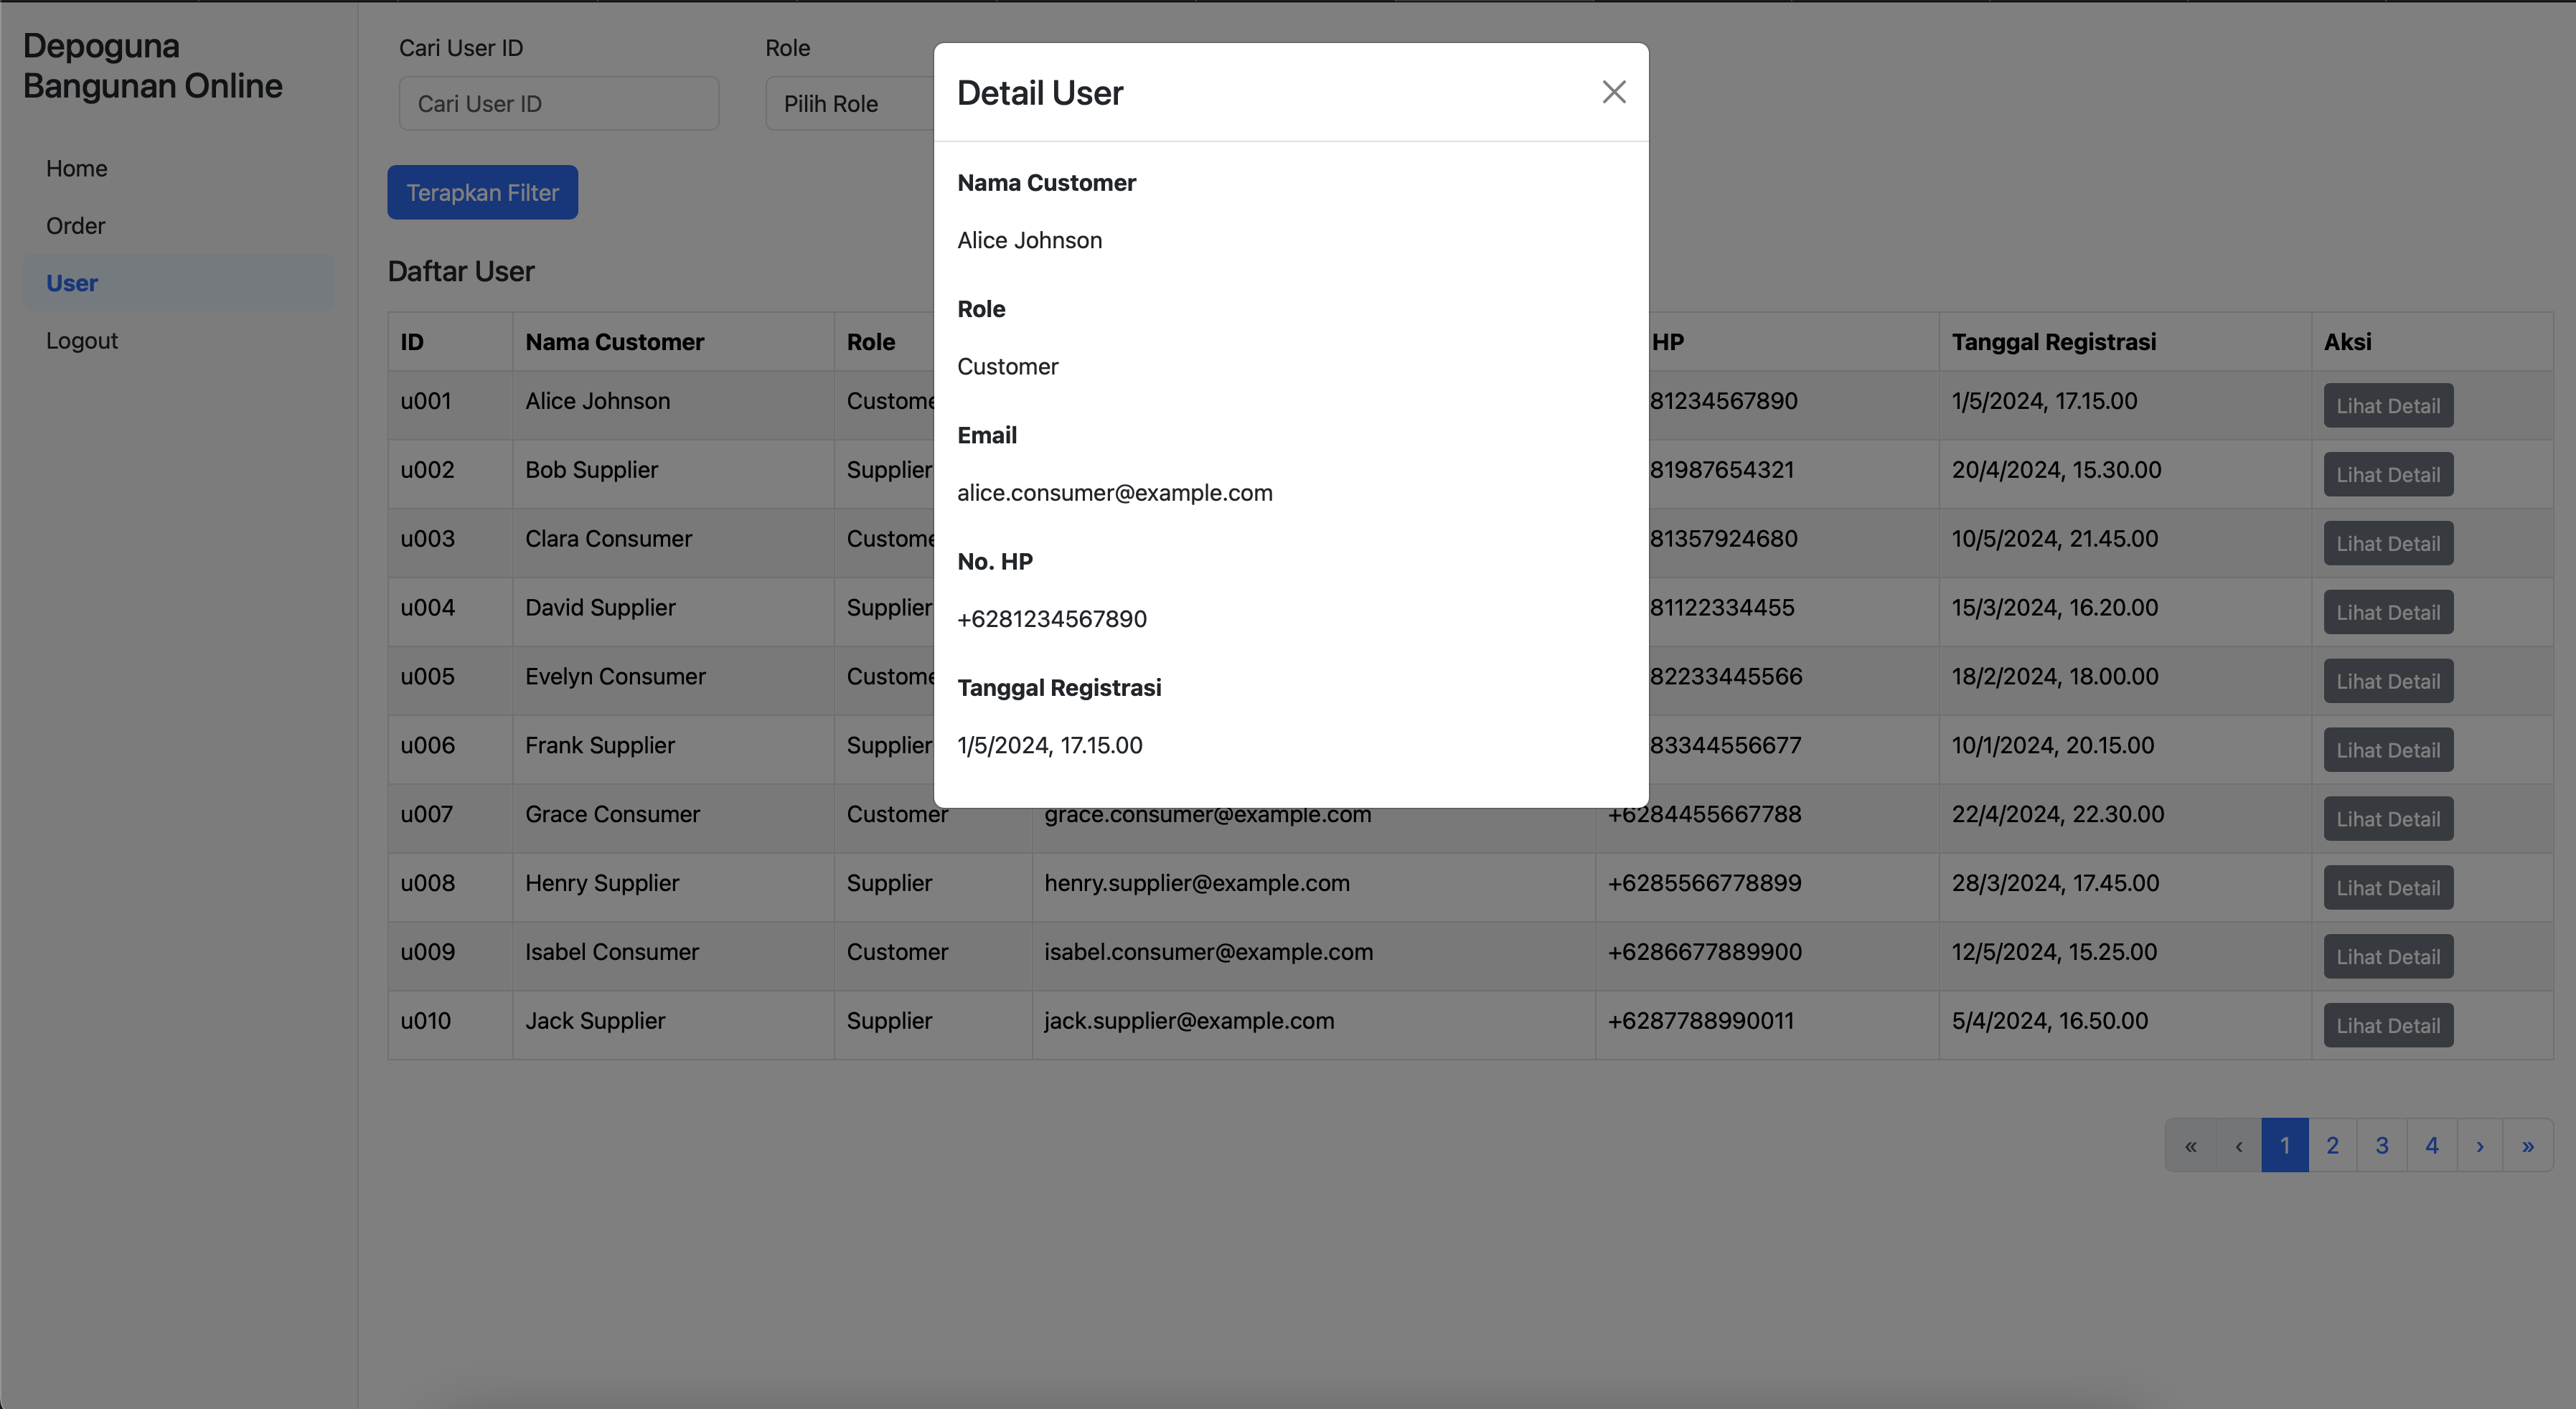 Depoguna
Bangunan Online
Home
Order
User
Logout
Cari User ID
Role
Cari User ID
Pilih Role
Terapkan Filter
Daftar User
Detail User
Nama Customer
Alice Johnson
Role
Customer
Email
alice.consumer@example.com
No. HP
+6281234567890
Tanggal Registrasi
1/5/2024, 17.15.00
ID Nama Customer Role HP Tanggal Registrasi Aksi
u001 Alice Johnson Custome 81234567890 1/5/2024, 17.15.00 Lihat Detail
u002 Bob Supplier Supplier 81987654321 20/4/2024, 15.30.00 Lihat Detail
u003 Clara Consumer Custome 81357924680 10/5/2024, 21.45.00 Lihat Detail
u004 David Supplier Supplier 81122334455 15/3/2024, 16.20.00 Lihat Detail
u005 Evelyn Consumer Custome 82233445566 18/2/2024, 18.00.00 Lihat Detail
u006 Frank Supplier Supplier 83344556677 10/1/2024, 20.15.00 Lihat Detail
u007 Grace Consumer Customer grace.consumer@example.com +6284455667788 22/4/2024, 22.30.00 Lihat Detail
u008 Henry Supplier Supplier henry.supplier@example.com +6285566778899 28/3/2024, 17.45.00 Lihat Detail
u009 Isabel Consumer Customer isabel.consumer@example.com +6286677889900 12/5/2024, 15.25.00 Lihat Detail
u010 Jack Supplier Supplier jack.supplier@example.com +6287788990011 5/4/2024, 16.50.00 Lihat Detail
« ‹ 1 2 3 4 › »